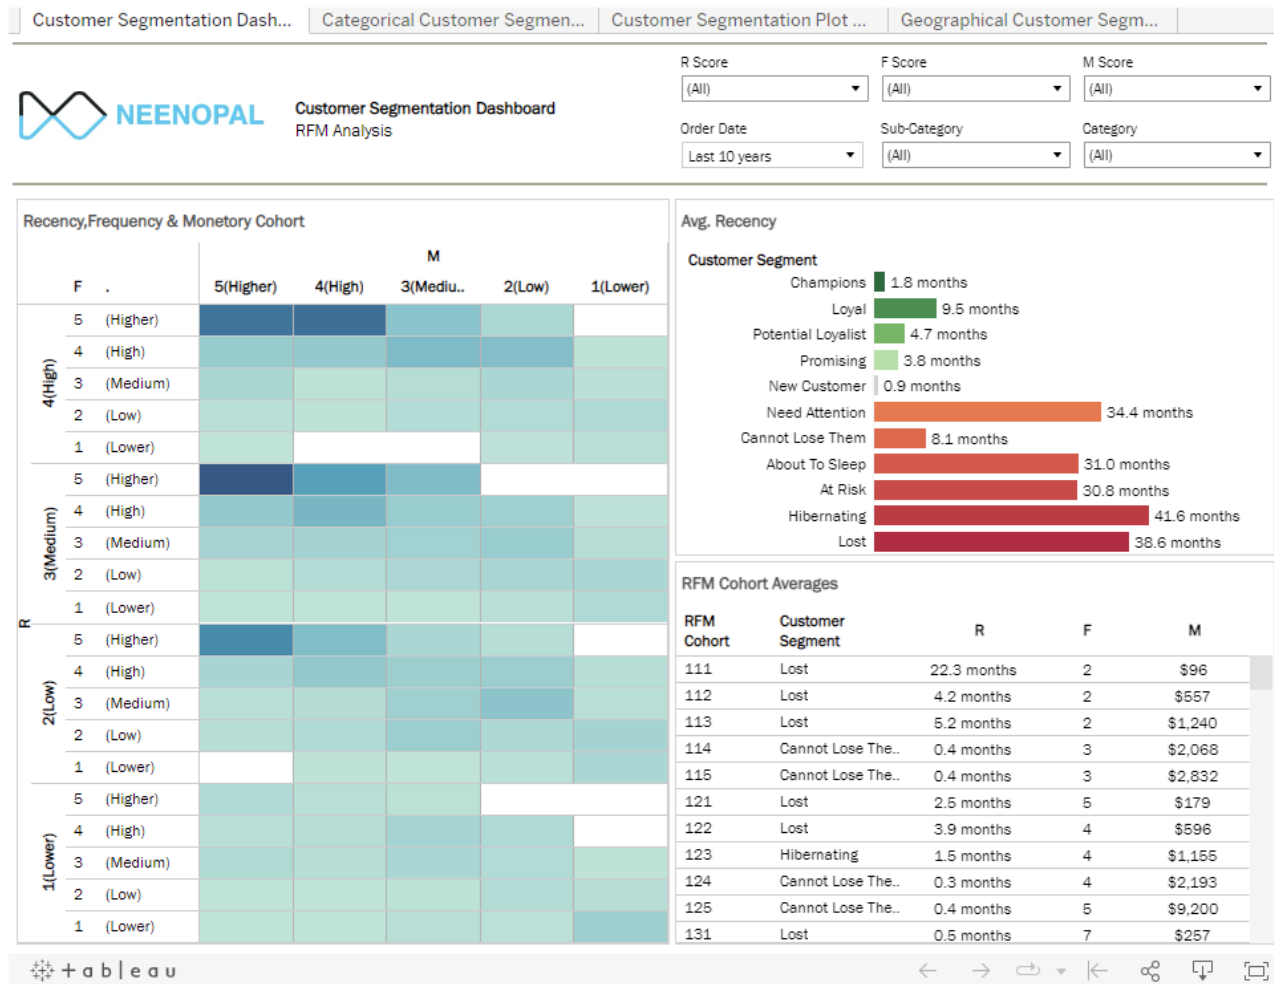 Customer Segmentation Dash...
Categorical Customer Segmen...
Customer Segmentation Plot ...
Geographical Customer Segm...
NEENOPAL
Customer Segmentation Dashboard
RFM Analysis
R Score
F Score
M Score
(All)
(All)
(All)
Order Date
Sub-Category
Category
Last 10 years
(All)
(All)
Recency,Frequency & Monetory Cohort
M
F .
5(Higher) 4(High) 3(Mediu.. 2(Low) 1(Lower)
R
4(High)
5 (Higher)
4 (High)
3 (Medium)
2 (Low)
1 (Lower)
3(Medium)
5 (Higher)
4 (High)
3 (Medium)
2 (Low)
1 (Lower)
2(Low)
5 (Higher)
4 (High)
3 (Medium)
2 (Low)
1 (Lower)
1(Lower)
5 (Higher)
4 (High)
3 (Medium)
2 (Low)
1 (Lower)
Avg. Recency
Customer Segment
Champions 1.8 months
Loyal 9.5 months
Potential Loyalist 4.7 months
Promising 3.8 months
New Customer 0.9 months
Need Attention 34.4 months
Cannot Lose Them 8.1 months
About To Sleep 31.0 months
At Risk 30.8 months
Hibernating 41.6 months
Lost 38.6 months
RFM Cohort Averages
RFM Cohort Customer Segment R F M
111 Lost 22.3 months 2 $96
112 Lost 4.2 months 2 $557
113 Lost 5.2 months 2 $1,240
114 Cannot Lose The.. 0.4 months 3 $2,068
115 Cannot Lose The.. 0.4 months 3 $2,832
121 Lost 2.5 months 5 $179
122 Lost 3.9 months 4 $596
123 Hibernating 1.5 months 4 $1,155
124 Cannot Lose The.. 0.3 months 4 $2,193
125 Cannot Lose The.. 0.4 months 5 $9,200
131 Lost 0.5 months 7 $257
+ a b | e a u